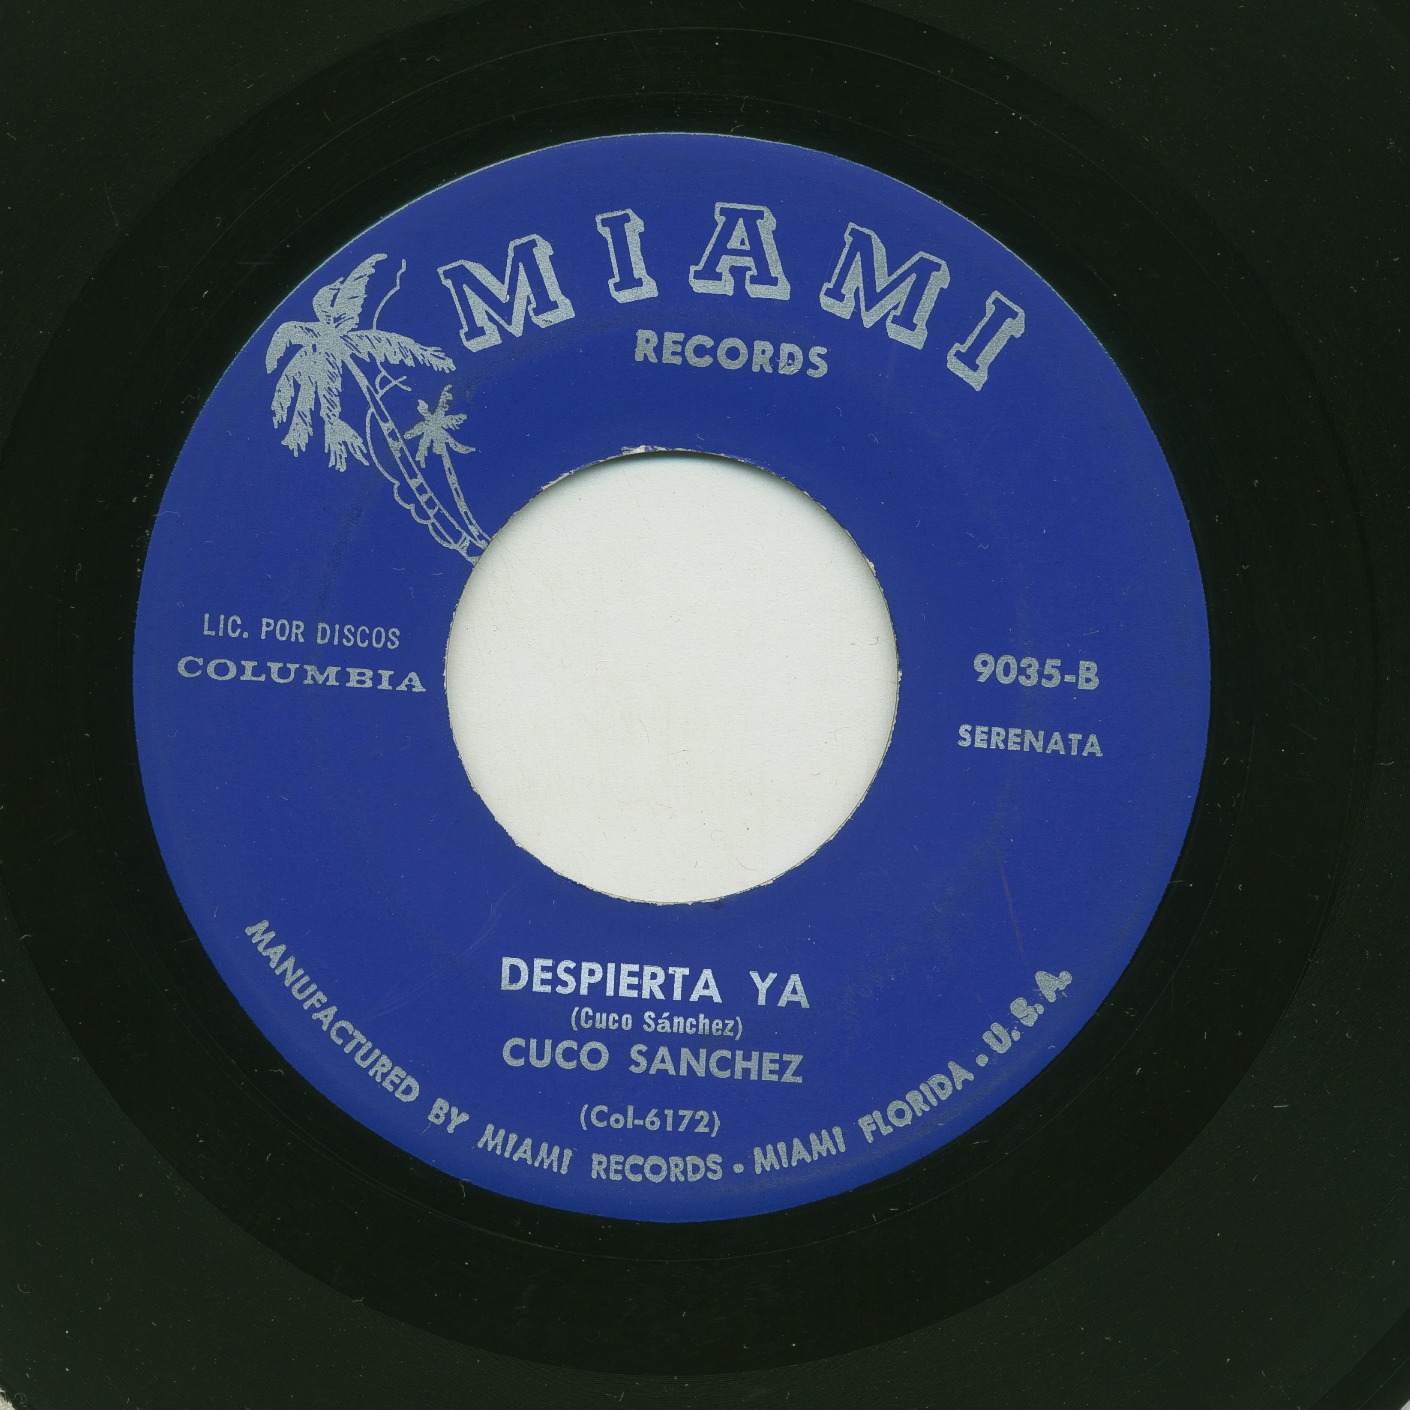 MIAMI
RECORDS
LIC. POR DISCOS
COLUMBIA
9035-B
SERENATA
DESPIERTA YA
(Cuco Sánchez)
CUCO SANCHEZ
(Col-6172)
MANUFACTURED BY MIAMI RECORDS • MIAMI FLORIDA • U. S. A.